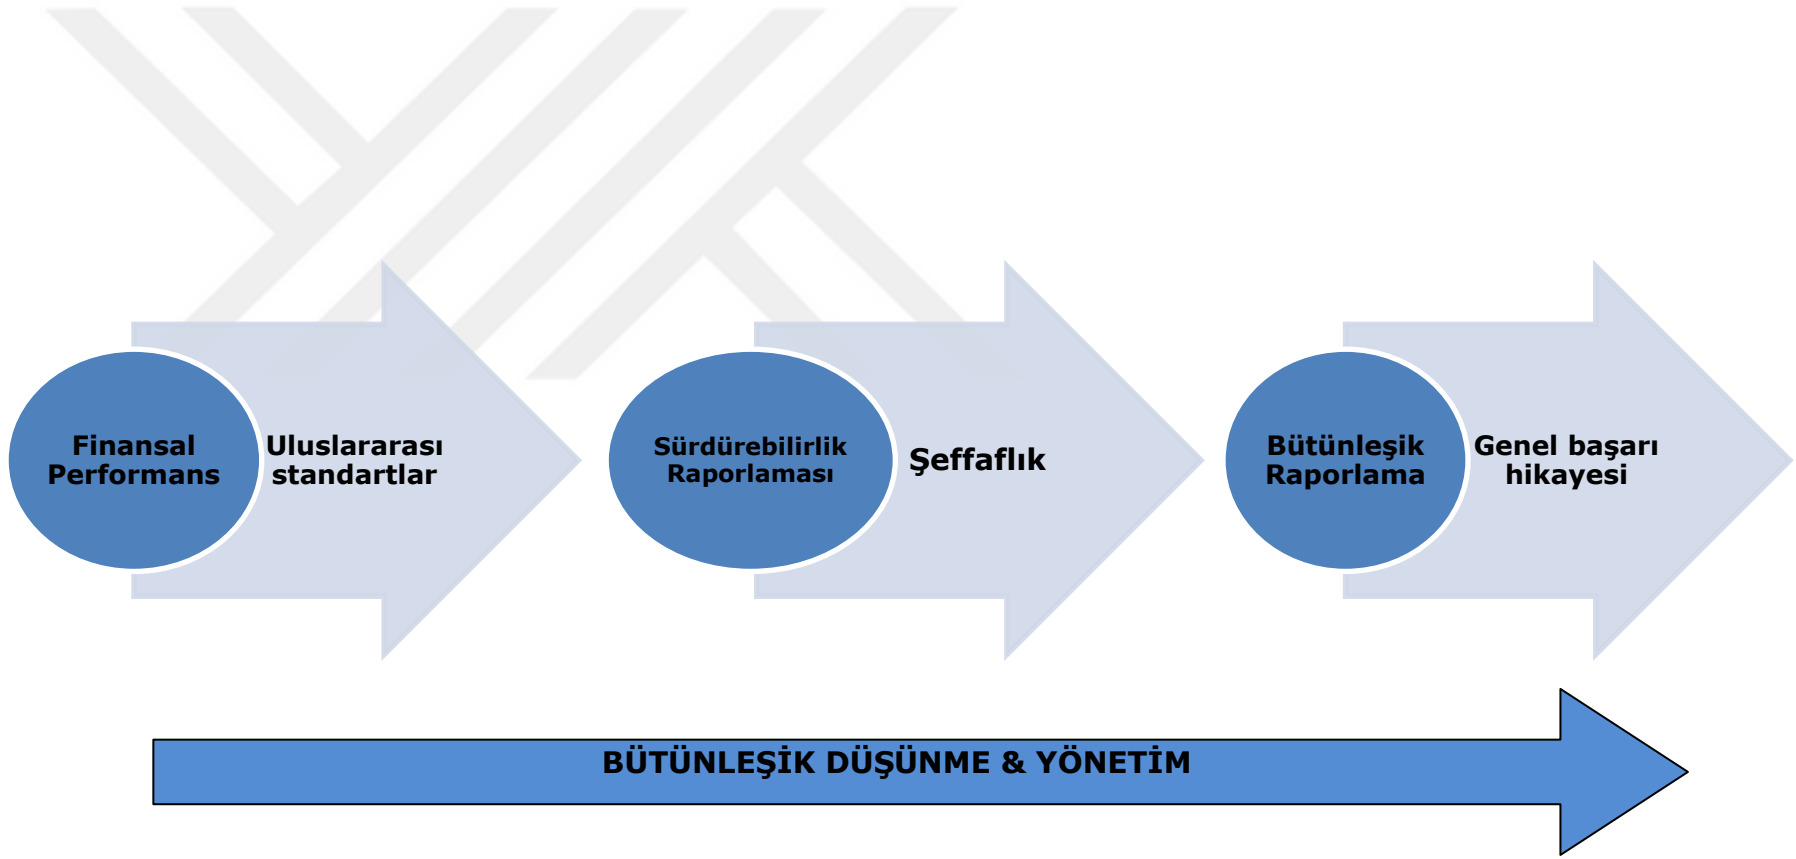 Finansal
Performans
Uluslararası
standartlar
Sürdürebilirlik
Raporlaması
Şeffaflık
Bütünleşik
Raporlama
Genel başarı
hikayesi
BÜTÜNLEŞİK DÜŞÜNME & YÖNETİM